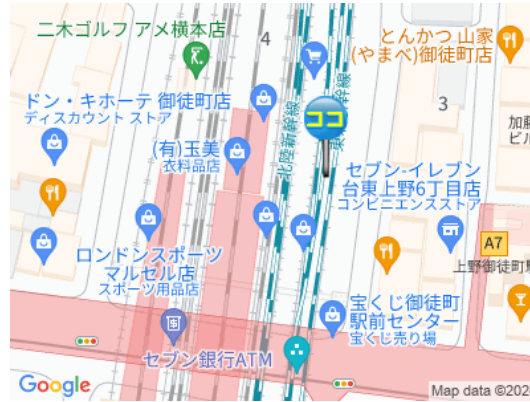 二木ゴルフ アメ横本店
4
とんかつ 山家
(やまべ)御徒町店
ココ
ドン・キホーテ 御徒町店
ディスカウント ストア
北陸新幹線
3
加藤
ビル
(有)玉美
衣料品店
セブン-イレブン
台東上野6丁目店
コンビニエンスストア
A7
上野御徒町駅
ロンドンスポーツ
マルセル店
スポーツ用品店
宝くじ御徒町
駅前センター
宝くじ売り場
セブン銀行ATM
Google
Map data ©202